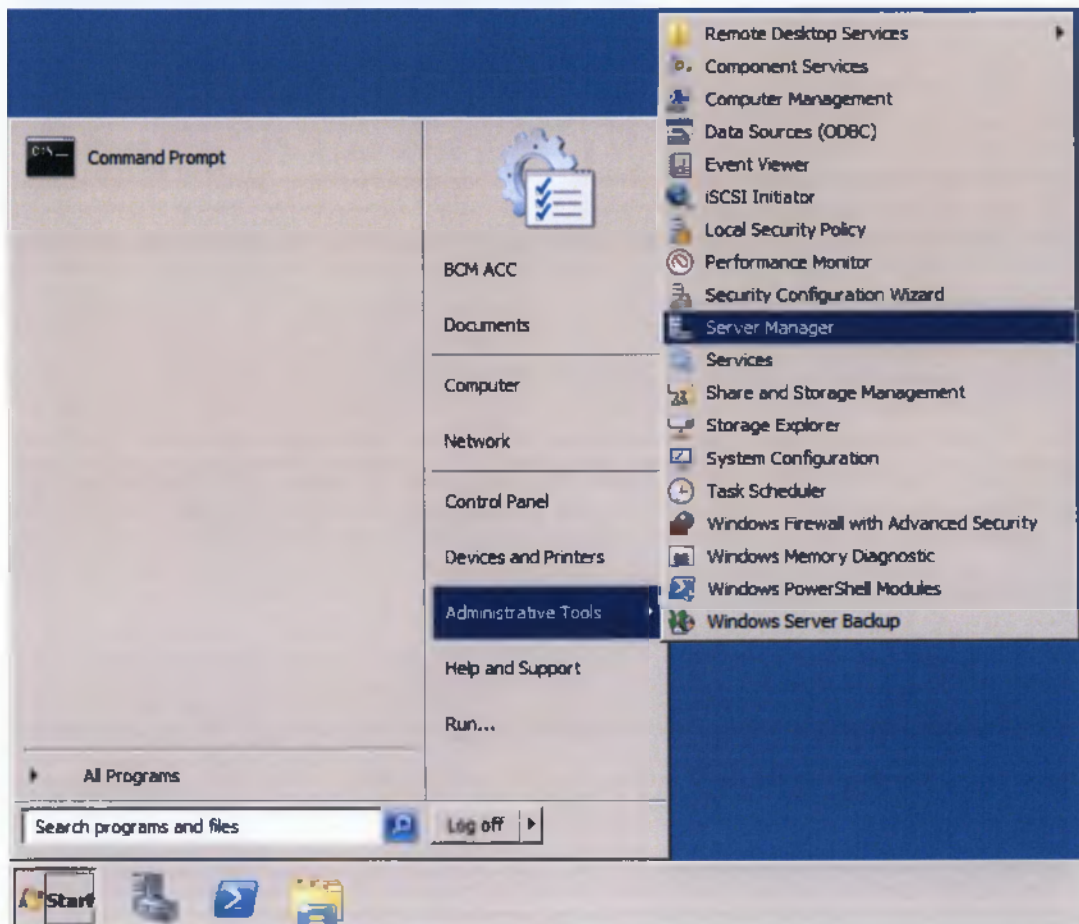 Command Prompt
All Programs
Search programs and files
BCM ACC
Documents
Computer
Network
Control Panel
Devices and Printers
Administrative Tools
Help and Support
Run...
Log off
Remote Desktop Services
Component Services
Computer Management
Data Sources (ODBC)
Event Viewer
iSCSI Initiator
Local Security Policy
Performance Monitor
Security Configuration Wizard
Server Manager
Services
Share and Storage Management
Storage Explorer
System Configuration
Task Scheduler
Windows Firewall with Advanced Security
Windows Memory Diagnostic
Windows PowerShell Modules
Windows Server Backup
Start